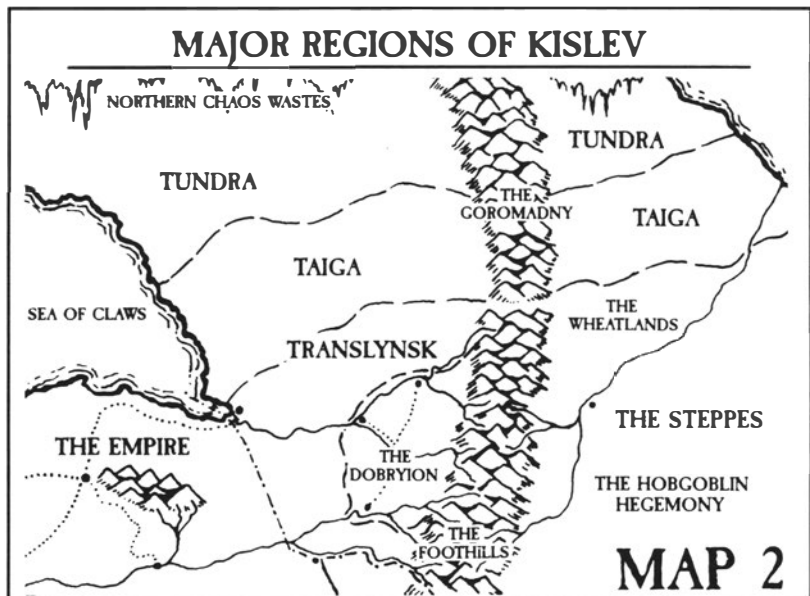 MAJOR REGIONS OF KISLEV
NORTHERN CHAOS WASTES
TUNDRA
TUNDRA
THE
GOROMADNY
TAIGA
TAIGA
SEA OF CLAWS
THE
WHEATLANDS
TRANSLYNSK
THE STEPPES
THE EMPIRE
THE
DOBRYION
THE HOBGOBLIN
HEGEMONY
THE
FOOTHILLS
MAP 2